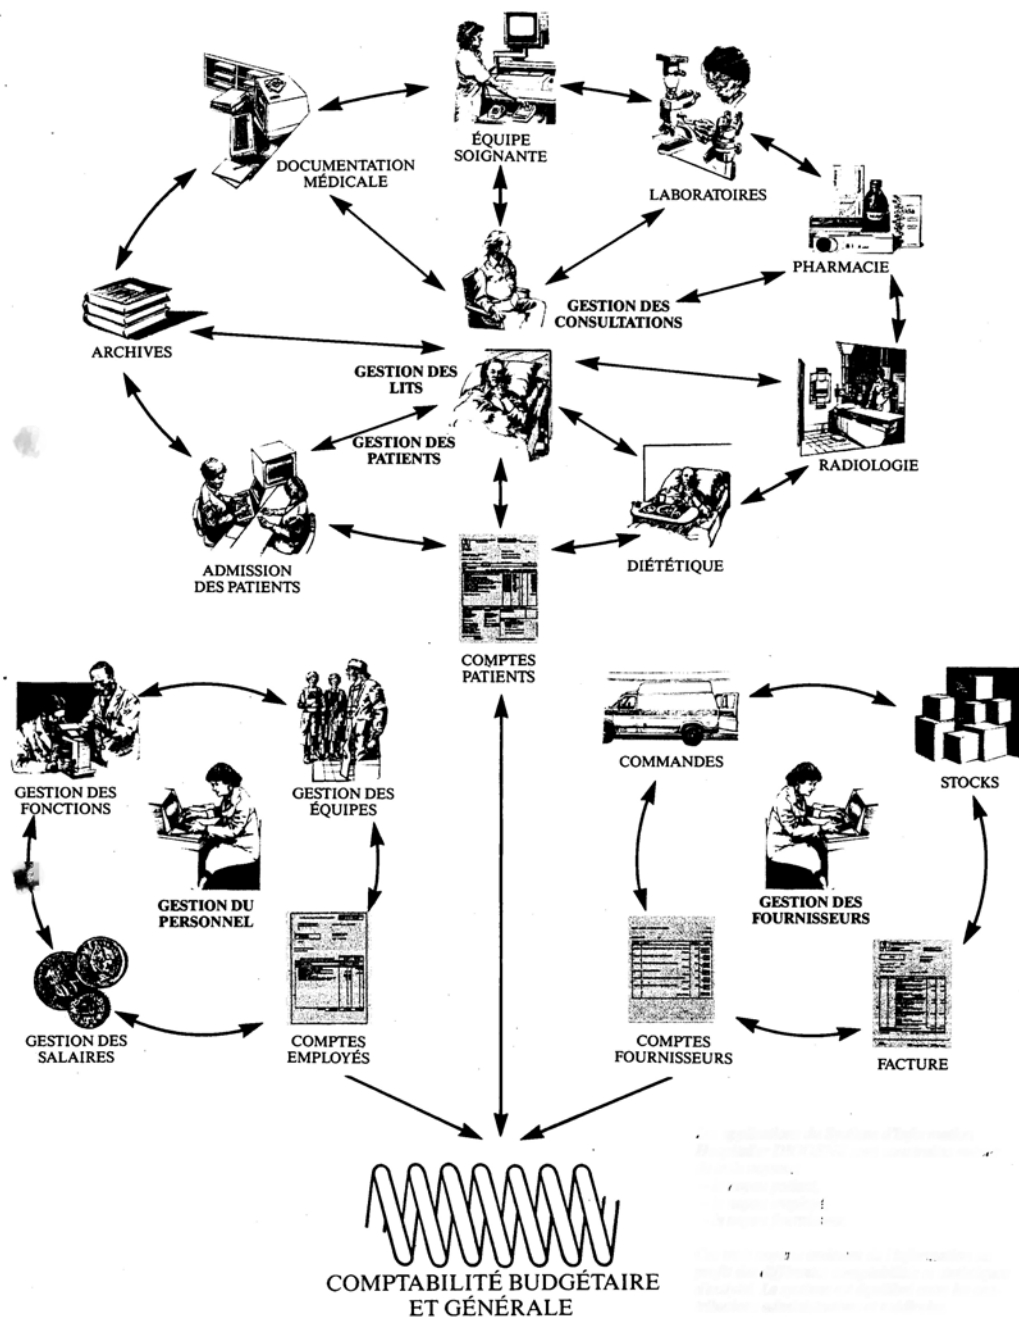 ÉQUIPE
SOIGNANTE
DOCUMENTATION
MÉDICALE
LABORATOIRES
PHARMACIE
GESTION DES
CONSULTATIONS
ARCHIVES
GESTION DES
LITS
GESTION DES
PATIENTS
RADIOLOGIE
ADMISSION
DES PATIENTS
DIÉTÉTIQUE
COMPTES
PATIENTS
GESTION DES
FONCTIONS
GESTION DES
ÉQUIPES
COMMANDES
STOCKS
GESTION DU
PERSONNEL
GESTION DES
FOURNISSEURS
GESTION DES
SALAIRES
COMPTES
EMPLOYÉS
COMPTES
FOURNISSEURS
FACTURE
COMPTABILITÉ BUDGÉTAIRE
ET GÉNÉRALE